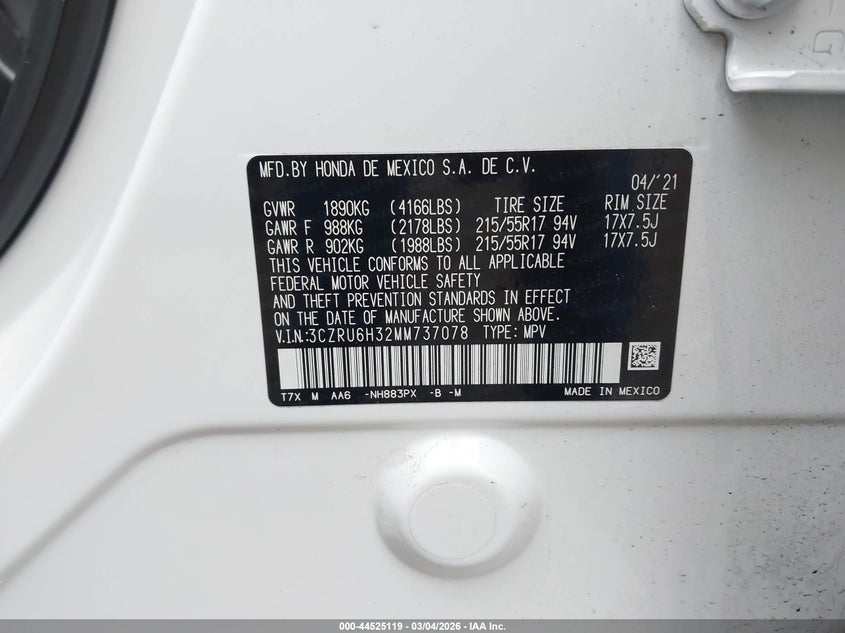 MFD.BY HONDA DE MEXICO S.A. DE C.V.
04/'21
GVWR 1890KG (4166LBS) TIRE SIZE RIM SIZE
GAWR F 988KG (2178LBS) 215/55R17 94V 17X7.5J
GAWR R 902KG (1988LBS) 215/55R17 94V 17X7.5J
THIS VEHICLE CONFORMS TO ALL APPLICABLE
FEDERAL MOTOR VEHICLE SAFETY
AND THEFT PREVENTION STANDARDS IN EFFECT
ON THE DATE OF MANUFACTURE SHOWN ABOVE.
V.I.N.:3CZRU6H32MM737078 TYPE: MPV
T7X M AA6 -NH883PX -B -M MADE IN MEXICO
000-44525119 - 03/04/2026 - IAA Inc.